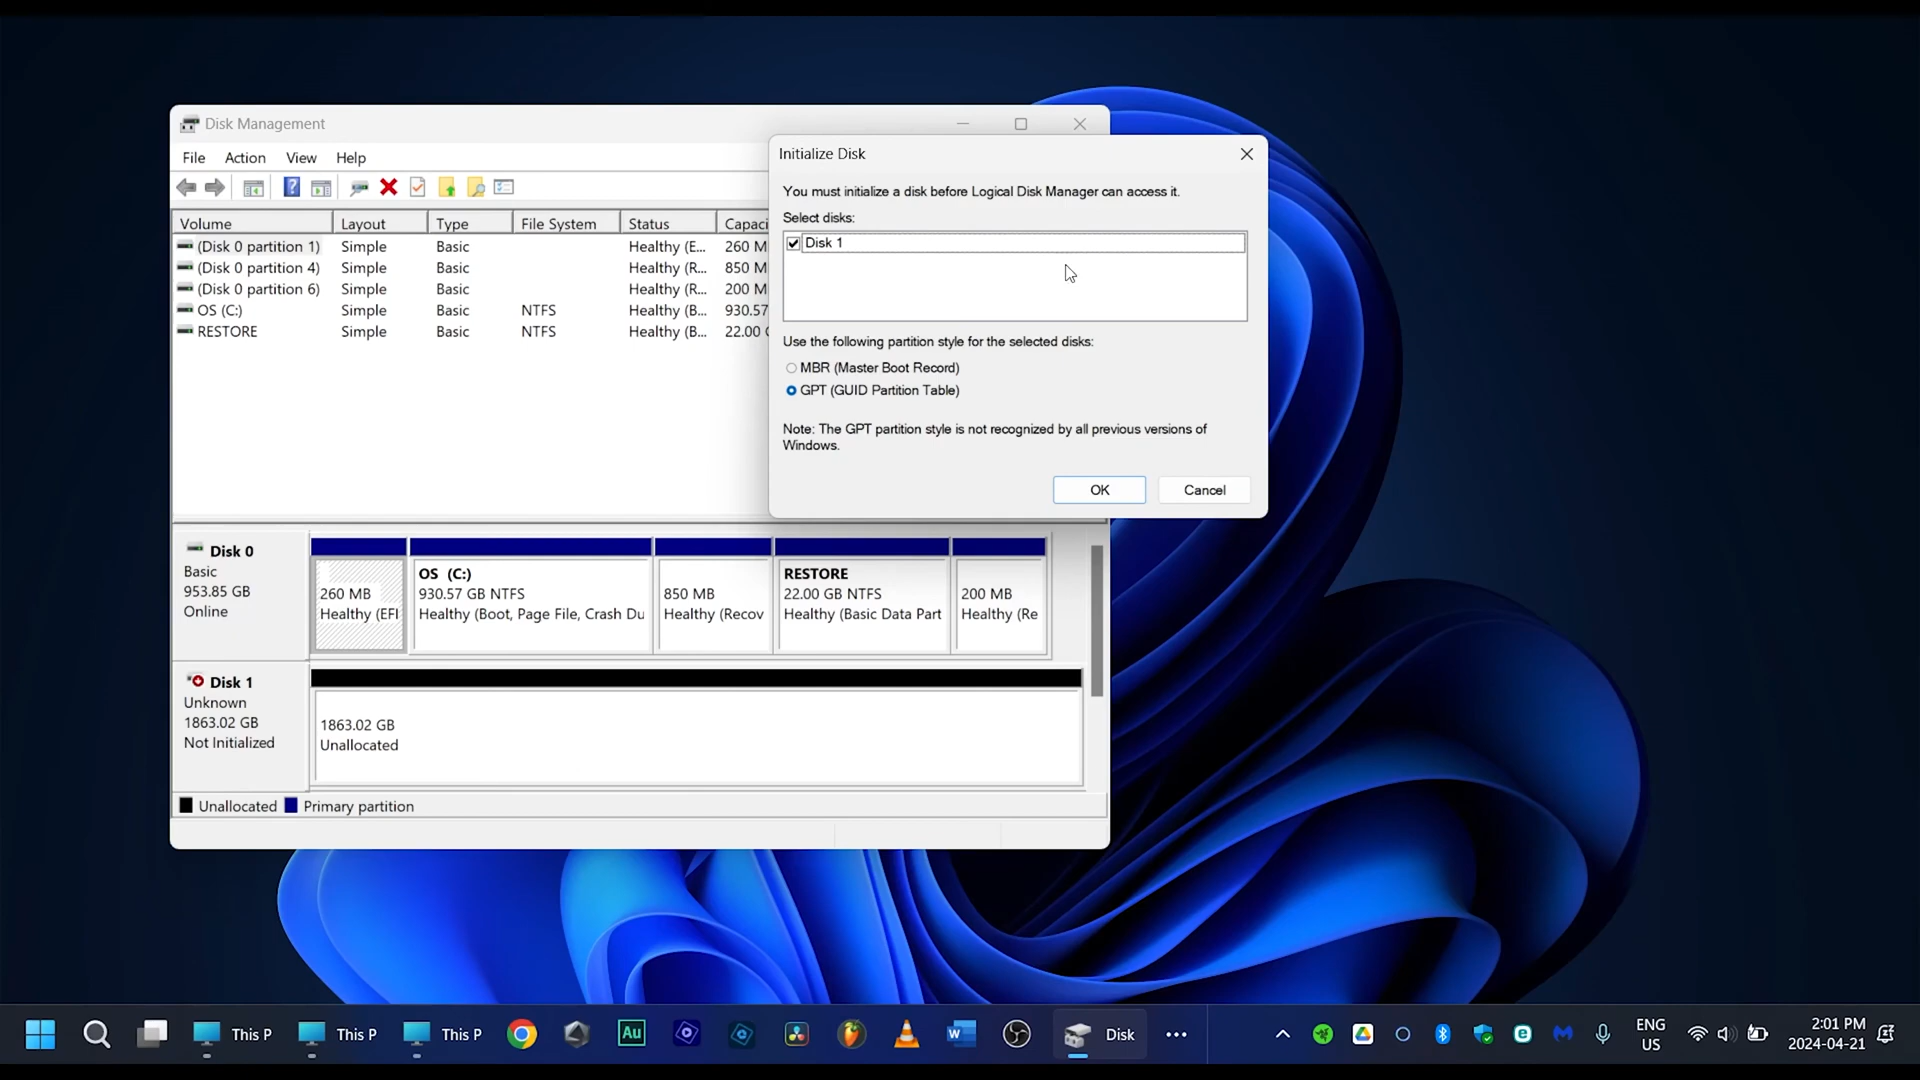 Disk Management
File Action View Help
Volume Layout Type File System Status Capaci
(Disk 0 partition 1) Simple Basic Healthy (E... 260 M
(Disk 0 partition 4) Simple Basic Healthy (R... 850 M
(Disk 0 partition 6) Simple Basic Healthy (R... 200 M
OS (C:) Simple Basic NTFS Healthy (B... 930.57
RESTORE Simple Basic NTFS Healthy (B... 22.00
Initialize Disk
You must initialize a disk before Logical Disk Manager can access it.
Select disks:
Disk 1
Use the following partition style for the selected disks:
MBR (Master Boot Record)
GPT (GUID Partition Table)
Note: The GPT partition style is not recognized by all previous versions of
Windows.
OK Cancel
Disk 0
Basic
953.85 GB
Online
260 MB
Healthy (EFI
OS (C:)
930.57 GB NTFS
Healthy (Boot, Page File, Crash Du
850 MB
Healthy (Recov
RESTORE
22.00 GB NTFS
Healthy (Basic Data Part
200 MB
Healthy (Re
Disk 1
Unknown
1863.02 GB
Not Initialized
1863.02 GB
Unallocated
Unallocated Primary partition
This P This P This P Au W Disk
ENG
US
2:01 PM
2024-04-21